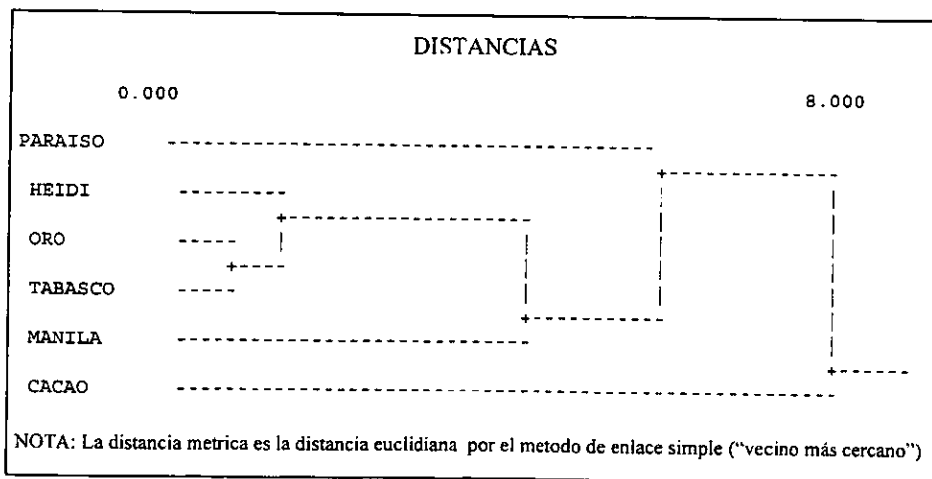 DISTANCIAS
0.000 8.000
PARAISO
HEIDI
ORO
TABASCO
MANILA
CACAO
NOTA: La distancia metrica es la distancia euclidiana por el metodo de enlace simple ("vecino más cercano")